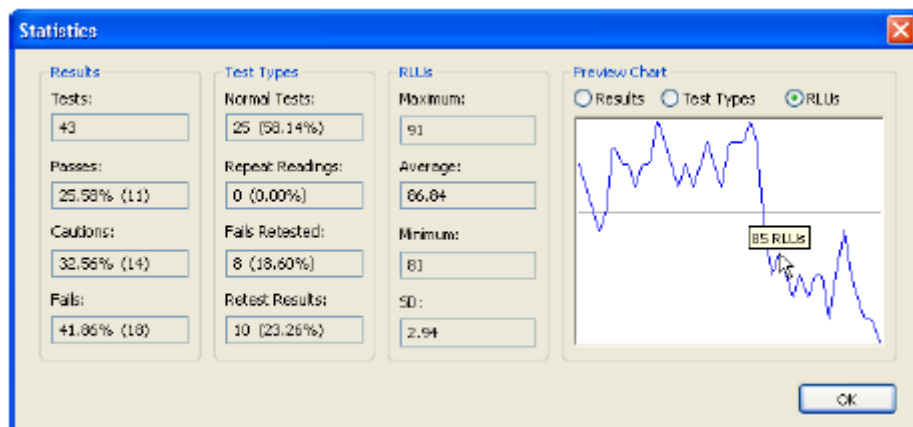 Statistics
Results
Tests:
43
Passes:
25.58% (11)
Cautions:
32.56% (14)
Fails:
41.86% (18)
Test Types
Normal Tests:
25 (58.14%)
Repeat Readings:
0 (0.00%)
Fails Retested:
8 (18.60%)
Retest Results:
10 (23.26%)
RLUs
Maximum:
91
Average:
86.84
Minimum:
81
SD:
2.94
Preview Chart
Results Test Types RLUs
85 RLUs
OK